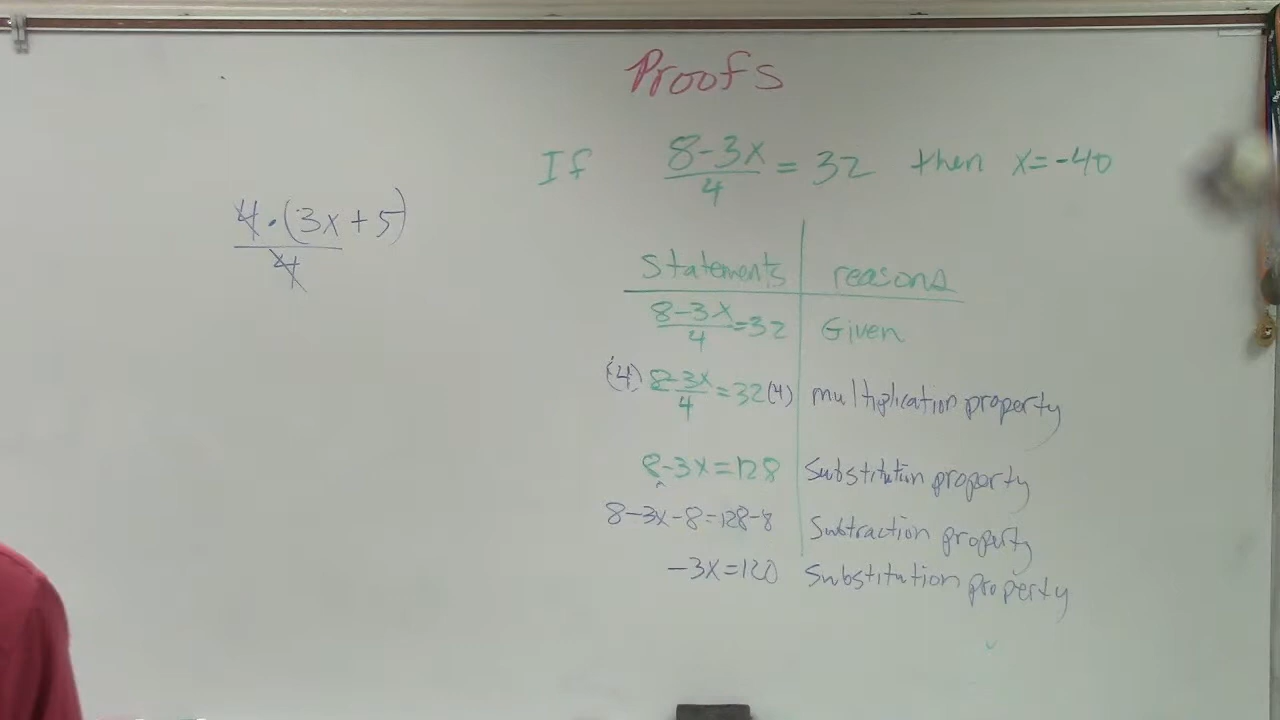 Proofs
If (8-3x)/4 = 32 then x=-40
4·(3x+5)/4
Statements reasons
(8-3x)/4 =32 Given
(4) (8-3x)/4 = 32(4) multiplication property
8-3x=128 Substitution property
8-3x-8=128-8 Subtraction property
-3x=120 Substitution property